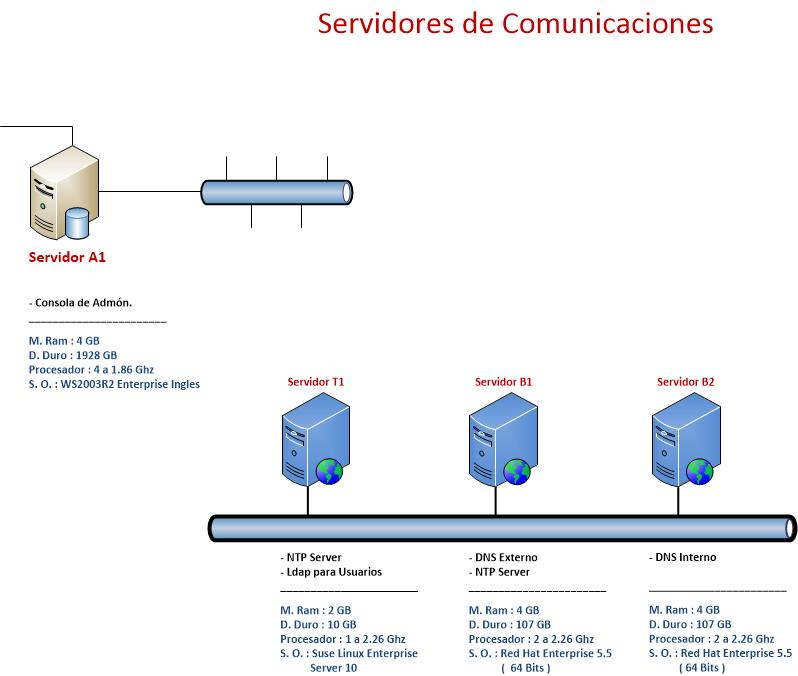 Servidores de Comunicaciones
Servidor A1
- Consola de Admón.
M. Ram : 4 GB
D. Duro : 1928 GB
Procesador : 4 a 1.86 Ghz
S. O. : WS2003R2 Enterprise Ingles
Servidor T1
Servidor B1
Servidor B2
- NTP Server
- Ldap para Usuarios
M. Ram : 2 GB
D. Duro : 10 GB
Procesador : 1 a 2.26 Ghz
S. O. : Suse Linux Enterprise
Server 10
- DNS Externo
- NTP Server
M. Ram : 4 GB
D. Duro : 107 GB
Procesador : 2 a 2.26 Ghz
S. O. : Red Hat Enterprise 5.5
( 64 Bits )
- DNS Interno
M. Ram : 4 GB
D. Duro : 107 GB
Procesador : 2 a 2.26 Ghz
S. O. : Red Hat Enterprise 5.5
( 64 Bits )